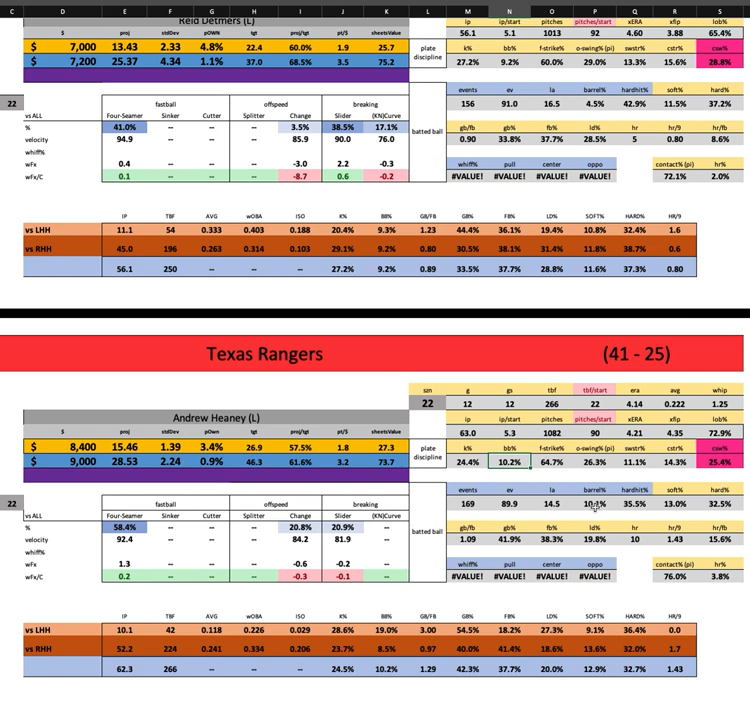 C D E F G H I J K L M N O P Q R S
Reid Detmers (L) ip ip/start pitches pitches/start xERA xfip lob%
$ proj stdDev pOWN tgt proj/tgt pt/$ sheetsValue 56.1 5.1 1013 92 4.60 3.88 65.4%
$ 7,000 13.43 2.33 4.8% 22.4 60.0% 1.9 25.7 plate discipline k% bb% f-strike% o-swing% (pi) swstr% cstr% csw%
$ 7,200 25.37 4.34 1.1% 37.0 68.5% 3.5 75.2 27.2% 9.2% 60.0% 29.0% 13.3% 15.6% 28.8%
events ev la barrel% hardhit% soft% hard%
22 fastball offspeed breaking 156 91.0 16.5 4.5% 42.9% 11.5% 37.2%
vsALL Four-Seamer Sinker Cutter Splitter Change Slider (KN)Curve
% 41.0% -- -- -- 3.5% 38.5% 17.1% batted ball gb/fb gb% fb% ld% hr hr/9 hr/fb
velocity 94.9 -- -- -- 85.9 90.0 76.0 0.90 33.8% 37.7% 28.5% 5 0.80 8.6%
whiff%
wFx 0.4 -- -- -- -3.0 2.2 -0.3 whiff% pull center oppo contact% (pi) hr%
wFx/C 0.1 -- -- -- -8.7 0.6 -0.2 #VALUE! #VALUE! #VALUE! #VALUE! 72.1% 2.0%
IP TBF AVG wOBA ISO K% BB% GB/FB GB% FB% LD% SOFT% HARD% HR/9
vs LHH 11.1 54 0.333 0.403 0.188 20.4% 9.3% 1.23 44.4% 36.1% 19.4% 10.8% 32.4% 1.6
vs RHH 45.0 196 0.263 0.314 0.103 29.1% 9.2% 0.80 30.5% 38.1% 31.4% 11.8% 38.7% 0.6
56.1 250 -- -- -- 27.2% 9.2% 0.89 33.5% 37.7% 28.8% 11.6% 37.3% 0.80
Texas Rangers (41 - 25)
szn g gs tbf tbf/start era avg whip
22 12 12 266 22 4.14 0.222 1.25
Andrew Heaney (L) ip ip/start pitches pitches/start xERA xfip lob%
$ proj stdDev pOwn tgt proj/tgt pt/$ sheetsValue 63.0 5.3 1082 90 4.21 4.35 72.9%
$ 8,400 15.46 1.39 3.4% 26.9 57.5% 1.8 27.3 plate discipline k% bb% f-strike% o-swing% (pi) swstr% cstr% csw%
$ 9,000 28.53 2.24 0.9% 46.3 61.6% 3.2 73.7 24.4% 10.2% 64.7% 26.3% 11.1% 14.3% 25.4%
events ev la barrel% hardhit% soft% hard%
22 fastball offspeed breaking 169 89.9 14.5 10.1% 35.5% 13.0% 32.5%
vsALL Four-Seamer Sinker Cutter Splitter Change Slider (KN)Curve
% 58.4% -- -- -- 20.8% 20.9% -- batted ball gb/fb gb% fb% ld% hr hr/9 hr/fb
velocity 92.4 -- -- -- 84.2 81.9 -- 1.09 41.9% 38.3% 19.8% 10 1.43 15.6%
whiff%
wFx 1.3 -- -- -- -0.6 -0.2 -- whiff% pull center oppo contact% (pi) hr%
wFx/C 0.2 -- -- -- -0.3 -0.1 -- #VALUE! #VALUE! #VALUE! #VALUE! 76.0% 3.8%
IP TBF AVG wOBA ISO K% BB% GB/FB GB% FB% LD% SOFT% HARD% HR/9
vs LHH 10.1 42 0.118 0.226 0.029 28.6% 19.0% 3.00 54.5% 18.2% 27.3% 9.1% 36.4% 0.0
vs RHH 52.2 224 0.241 0.334 0.206 23.7% 8.5% 0.97 40.0% 41.4% 18.6% 13.6% 32.0% 1.7
62.3 266 -- -- -- 24.5% 10.2% 1.29 42.3% 37.7% 20.0% 12.9% 32.7% 1.43